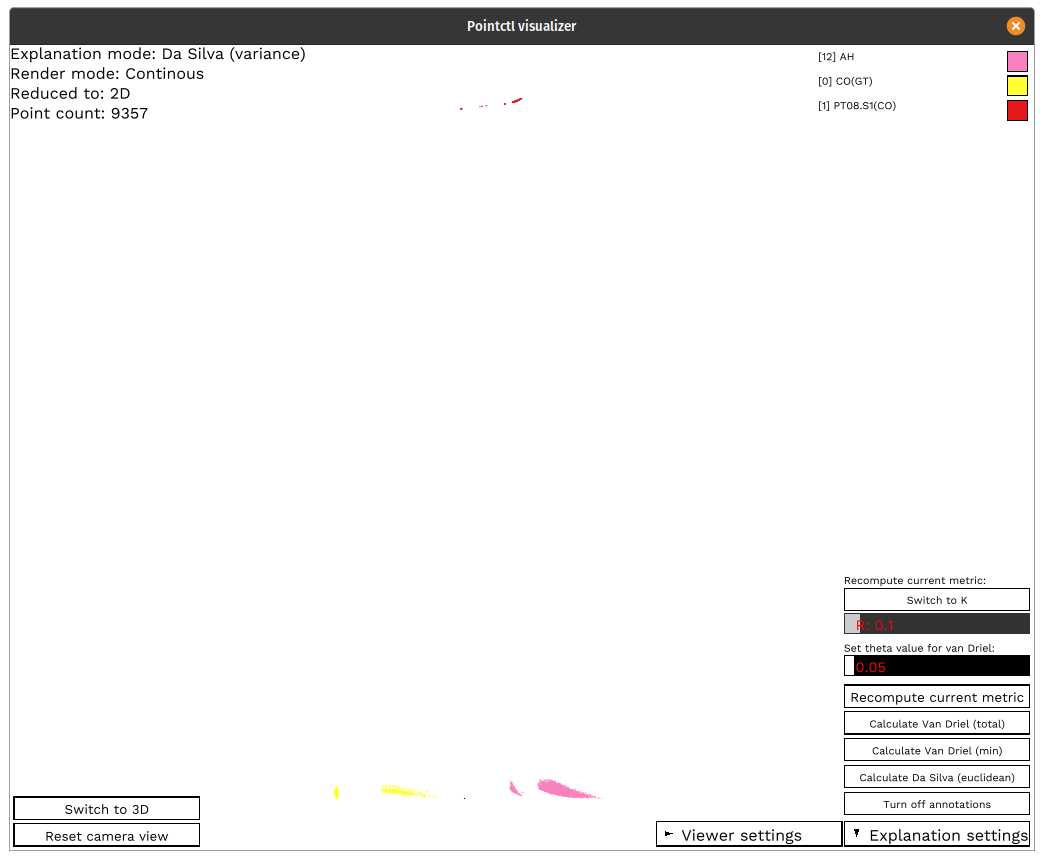 Pointctl visualizer
Explanation mode: Da Silva (variance)
Render mode: Continous
Reduced to: 2D
Point count: 9357
[12] AH
[0] CO(GT)
[1] PT08.S1(CO)
Recompute current metric:
Switch to K
R: 0.1
Set theta value for van Driel:
0.05
Recompute current metric
Calculate Van Driel (total)
Calculate Van Driel (min)
Calculate Da Silva (euclidean)
Turn off annotations
Switch to 3D
Reset camera view
Viewer settings
Explanation settings